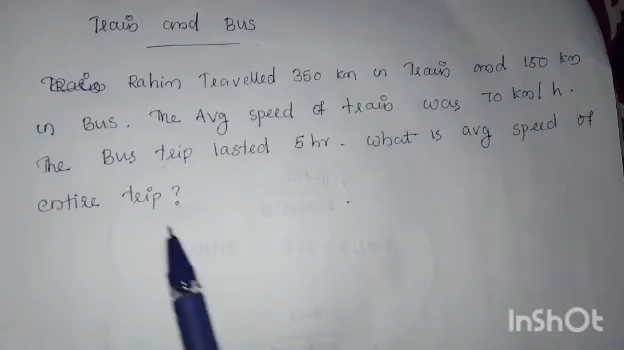 Train and Bus
Rahim Travelled 350 km in Train and 150 km
in Bus. The Avg speed of train was 70 km/h.
The Bus trip lasted 5 hr. what is avg speed of
entire trip?
InShOt